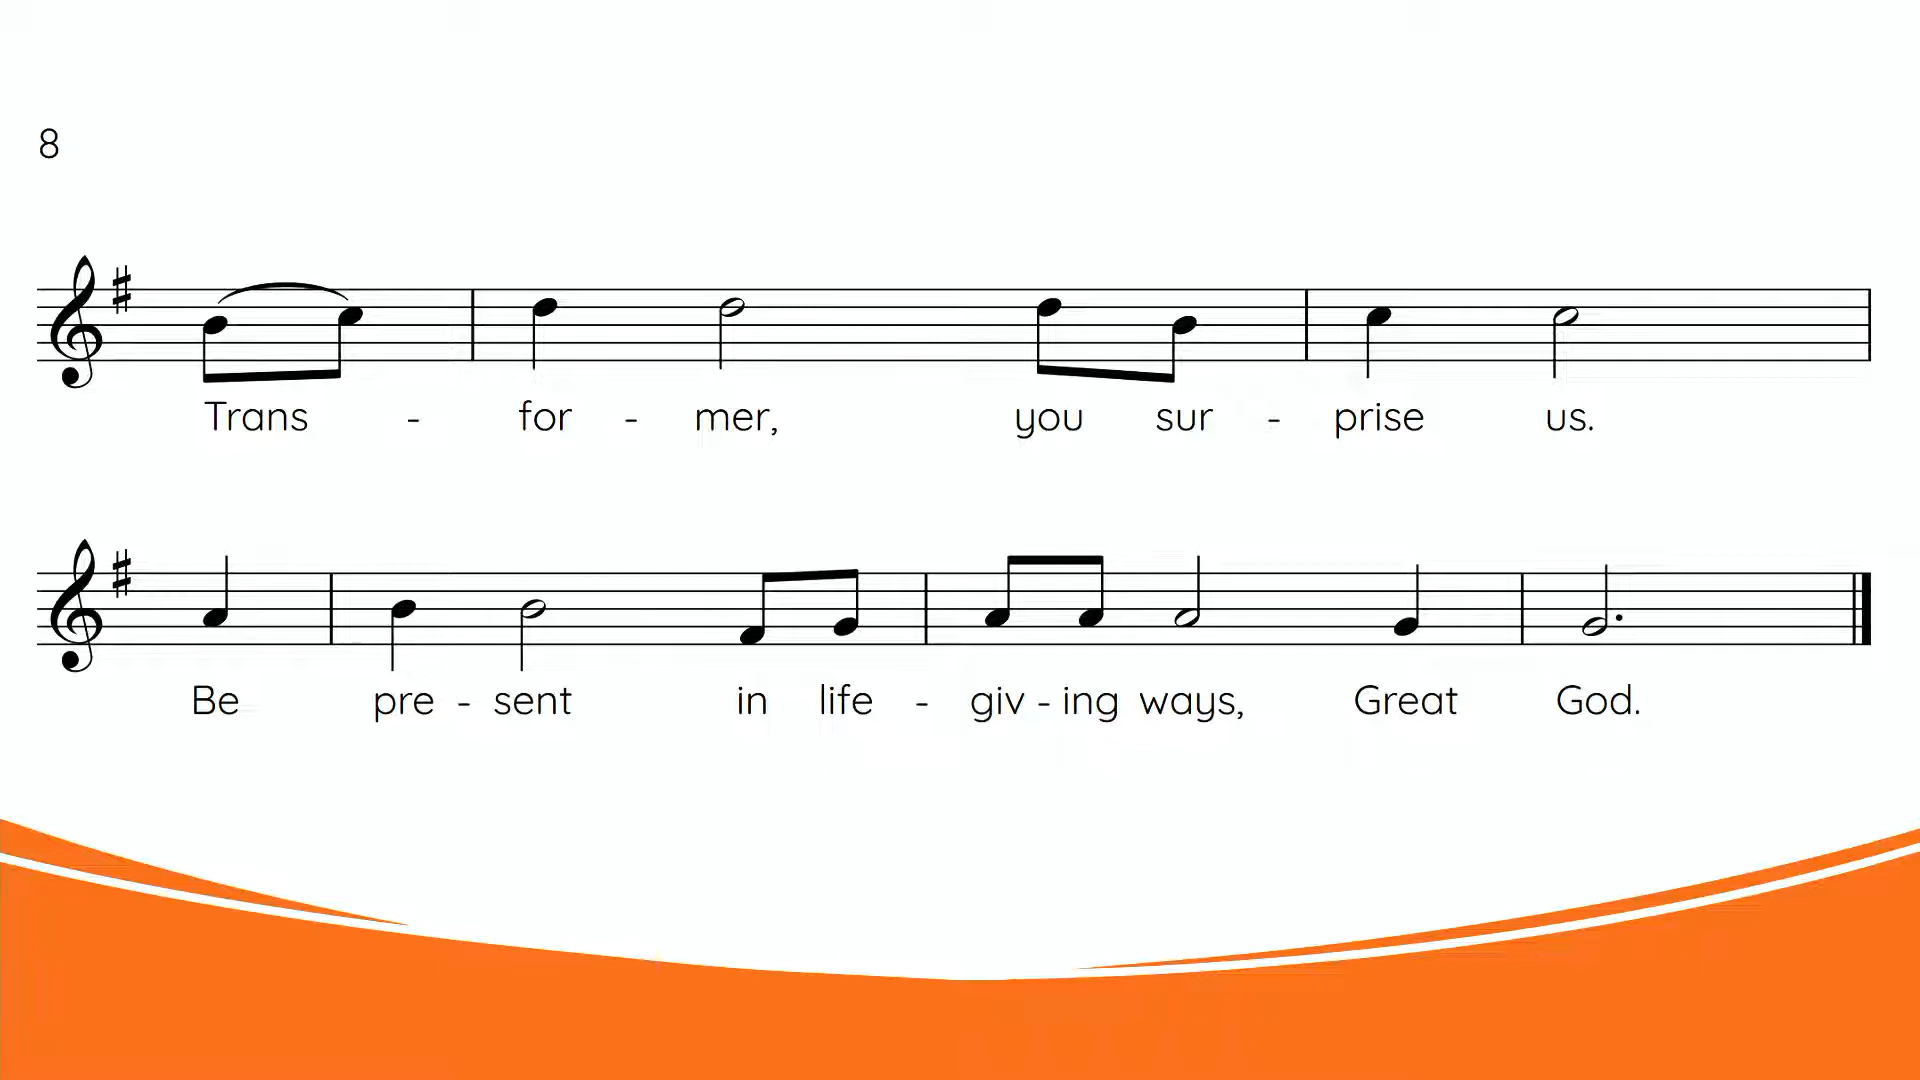 8
Trans - for - mer, you sur - prise us.
Be pre - sent in life - giv - ing ways, Great God.